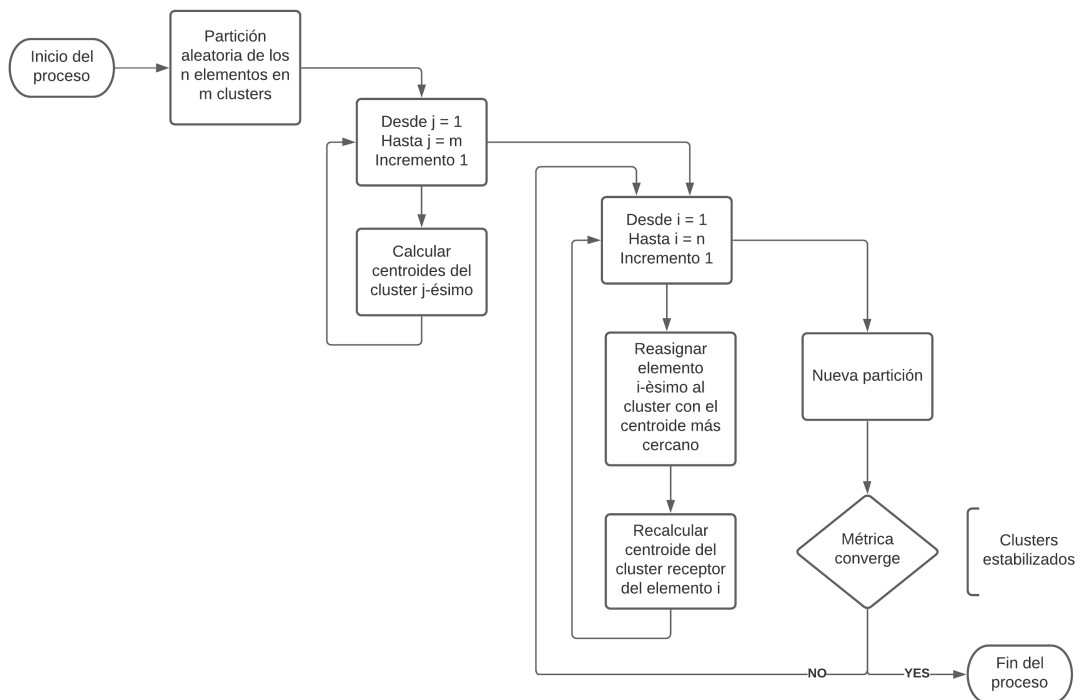 Inicio del
proceso
Partición
aleatoria de los
n elementos en
m clusters
Desde j = 1
Hasta j = m
Incremento 1
Calcular
centroides del
cluster j-ésimo
Desde i = 1
Hasta i = n
Incremento 1
Reasignar
elemento
i-èsimo al
cluster con el
centroide más
cercano
Recalcular
centroide del
cluster receptor
del elemento i
Nueva partición
Métrica
converge
Clusters
estabilizados
NO
YES
Fin del
proceso